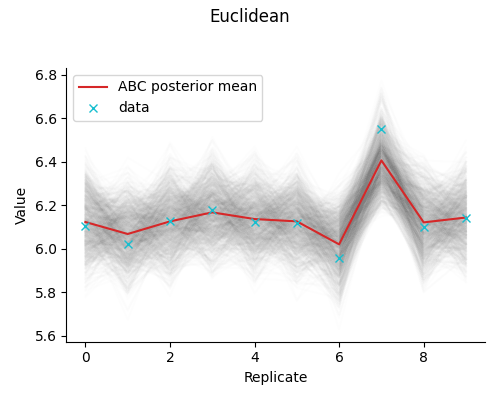 Euclidean
6.8
6.6
6.4
6.2
6.0
5.8
5.6
Value
ABC posterior mean
data
0
2
4
6
8
Replicate